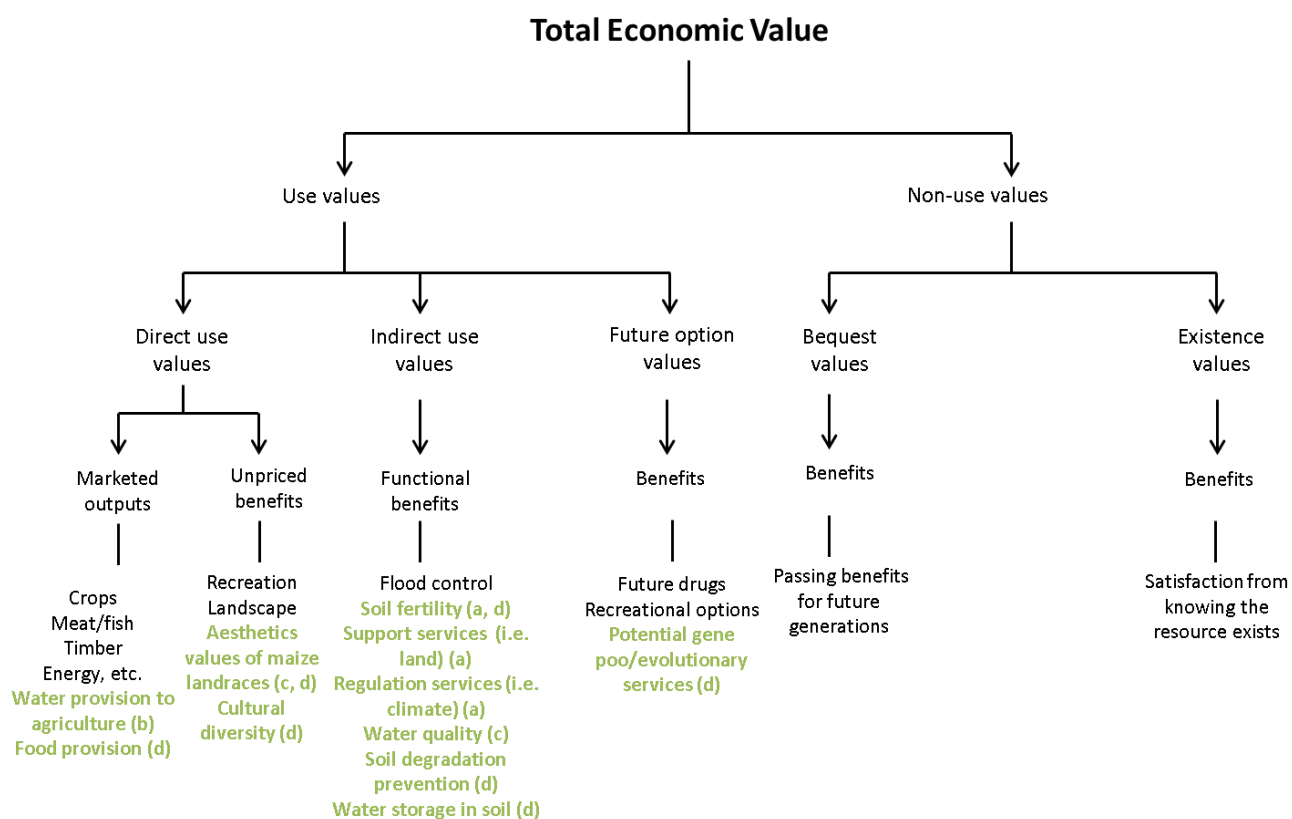 Total Economic Value
Use values
Non-use values
Direct use
values
Indirect use
values
Future option
values
Bequest
values
Existence
values
Marketed
outputs
Unpriced
benefits
Functional
benefits
Benefits
Benefits
Benefits
Crops
Meat/fish
Timber
Energy, etc.
Water provision to
agriculture (b)
Food provision (d)
Recreation
Landscape
Aesthetics
values of maize
landraces (c, d)
Cultural
diversity (d)
Flood control
Soil fertility (a, d)
Support services (i.e.
land) (a)
Regulation services (i.e.
climate) (a)
Water quality (c)
Soil degradation
prevention (d)
Water storage in soil (d)
Future drugs
Recreational options
Potential gene
poo/evolutionary
services (d)
Passing benefits
for future
generations
Satisfaction from
knowing the
resource exists